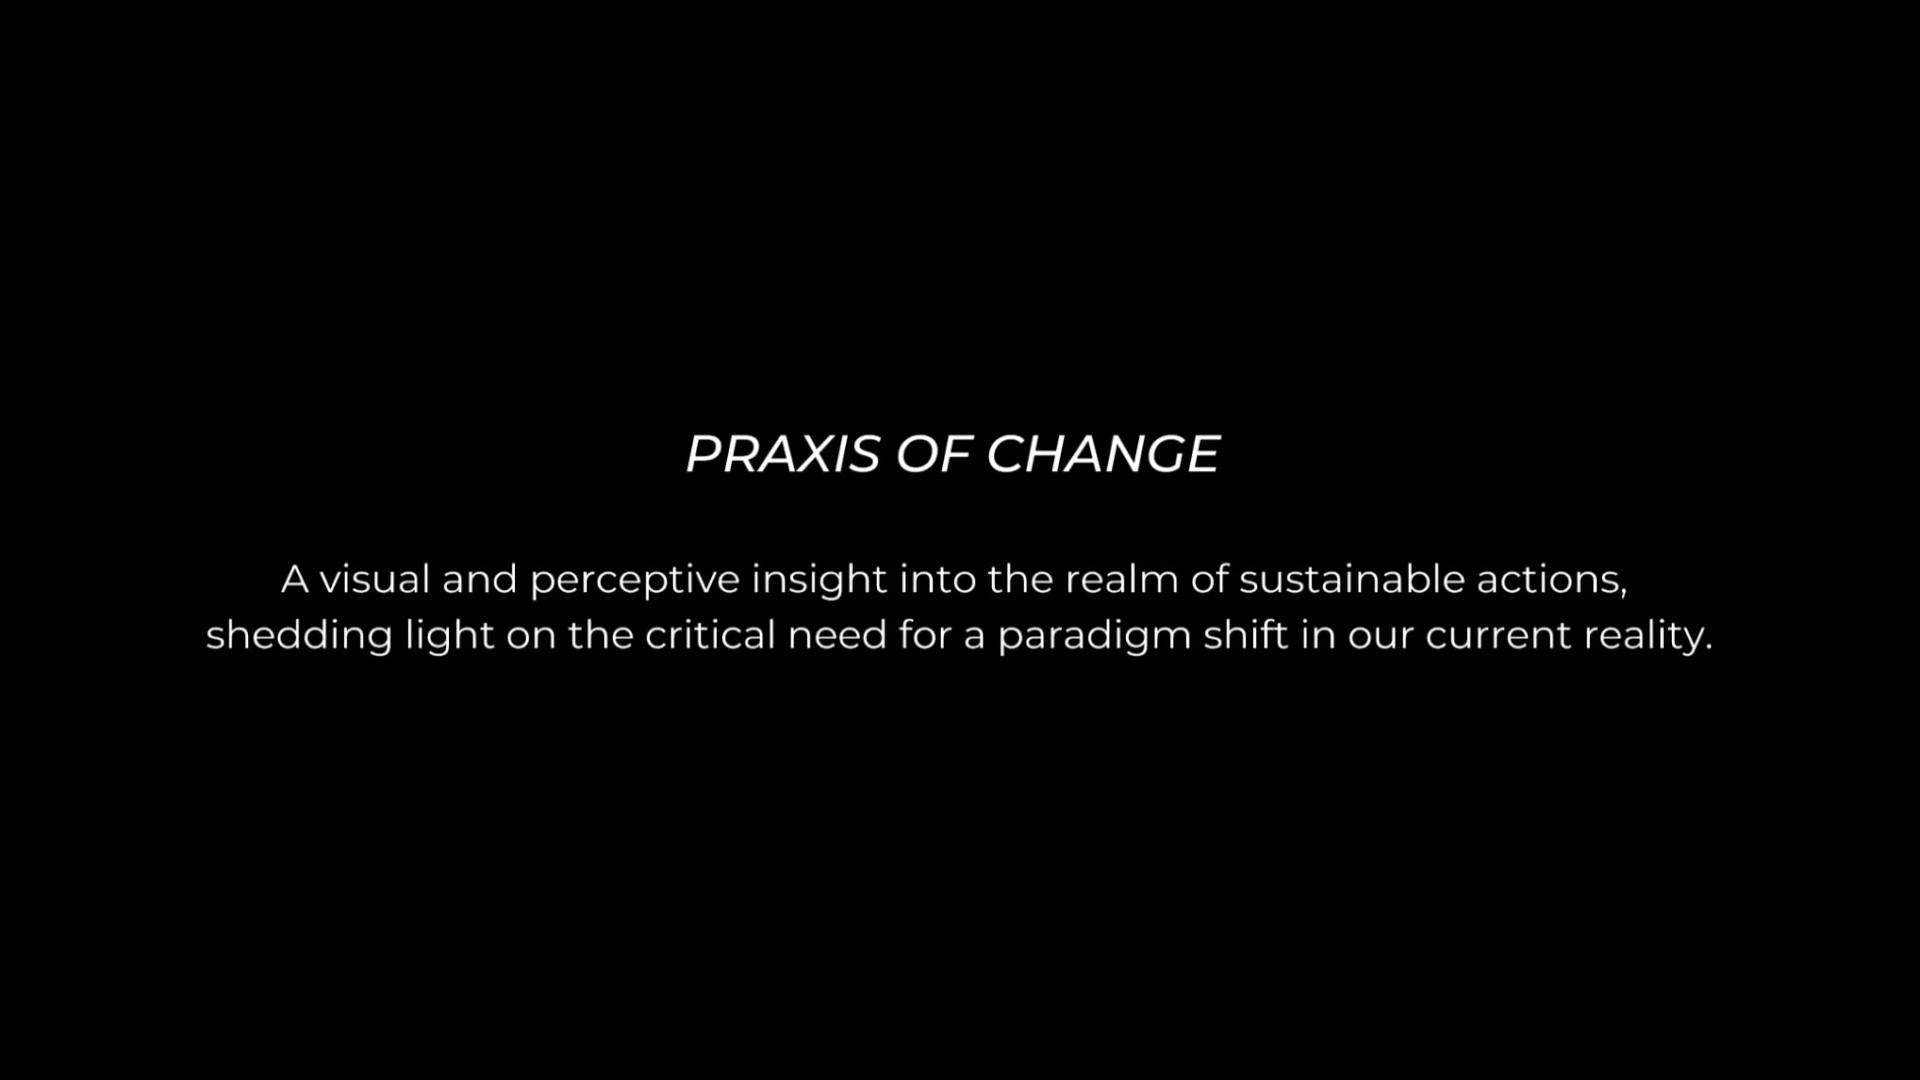 PRAXIS OF CHANGE
A visual and perceptive insight into the realm of sustainable actions,
shedding light on the critical need for a paradigm shift in our current reality.